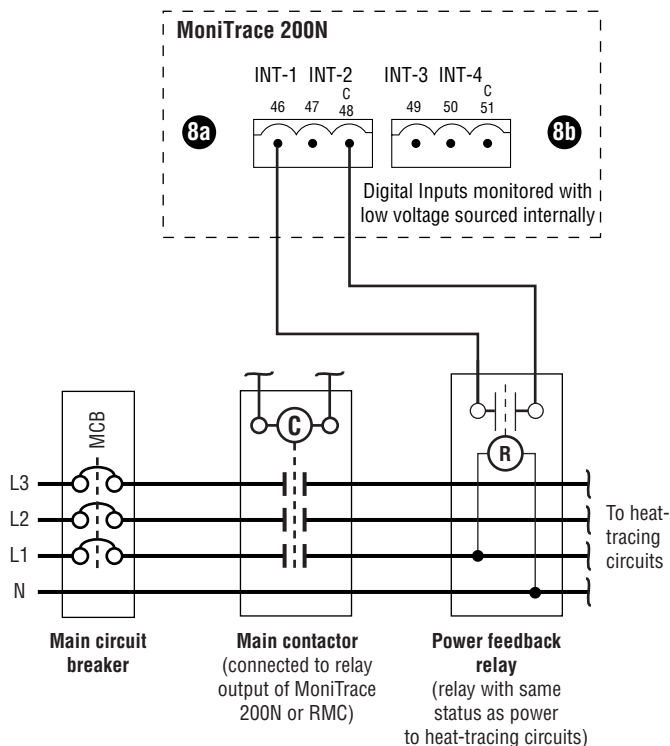 MoniTrace 200N
INT-1 INT-2 INT-3 INT-4
C C
46 47 48 49 50 51
8a 8b
Digital Inputs monitored with
low voltage sourced internally
MCB
C
R
L3
L2
L1
N
To heat-
tracing
circuits
Main circuit
breaker
Main contactor
(connected to relay
output of MoniTrace
200N or RMC)
Power feedback
relay
(relay with same
status as power
to heat-tracing circuits)